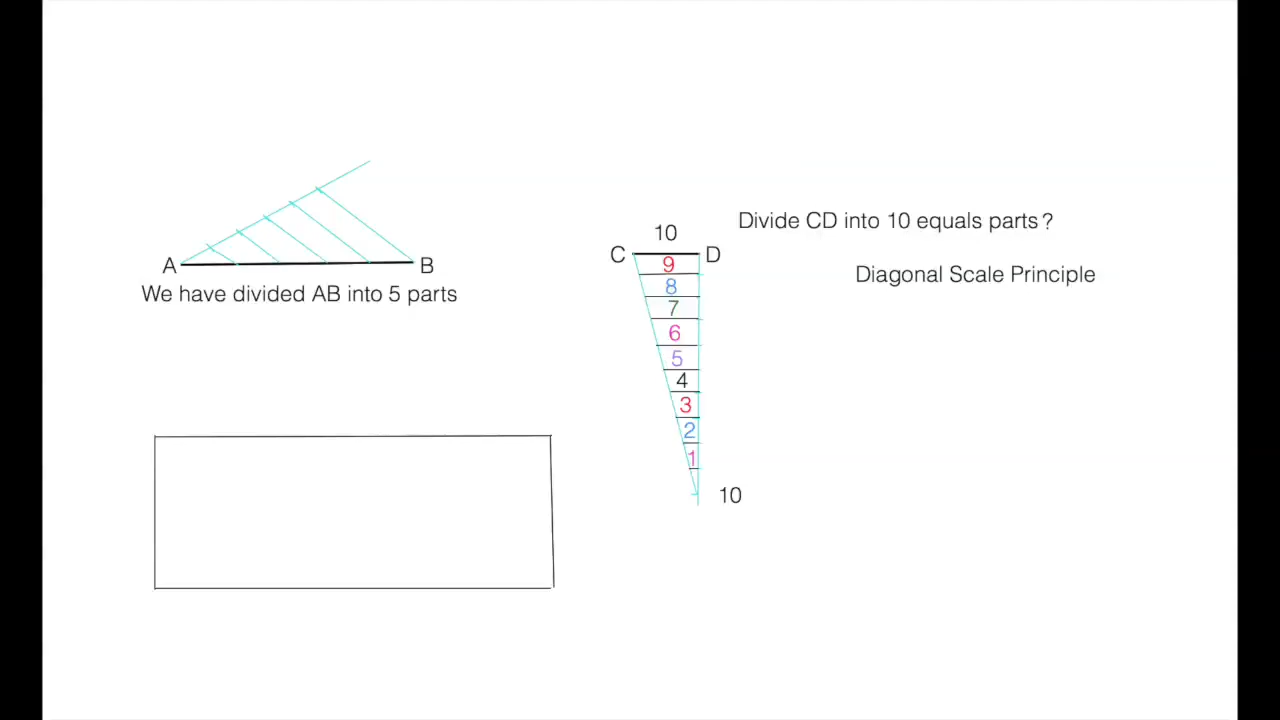 A
B
We have divided AB into 5 parts
10
C
D
9
8
7
6
5
4
3
2
1
10
Divide CD into 10 equals parts?
Diagonal Scale Principle